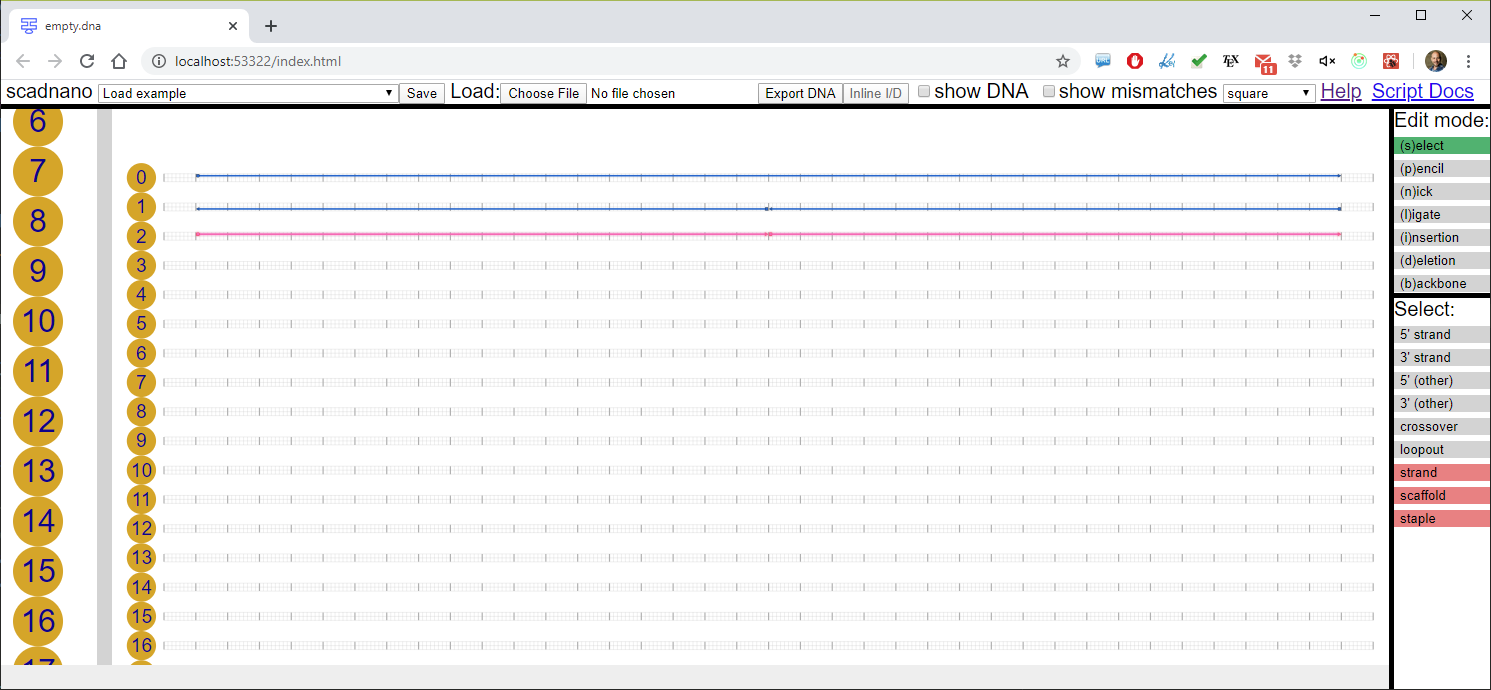 empty.dna
localhost:53322/index.html
ORC
TEX
11
scadnano Load example Save Load: Choose File No file chosen Export DNA Inline I/D show DNA show mismatches square Help Script Docs
6
7
8
9
10
11
12
13
14
15
16
17
0
1
2
3
4
5
6
7
8
9
10
11
12
13
14
15
16
Edit mode:
(s)elect
(p)encil
(n)ick
(l)igate
(i)nsertion
(d)eletion
(b)ackbone
Select:
5' strand
3' strand
5' (other)
3' (other)
crossover
loopout
strand
scaffold
staple